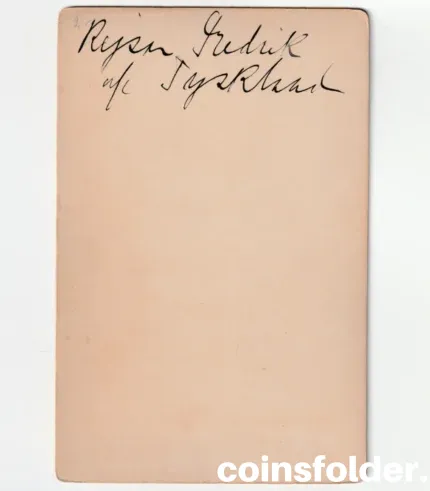 Kejsar Fredrik
af Tyskland
coinsfolder.